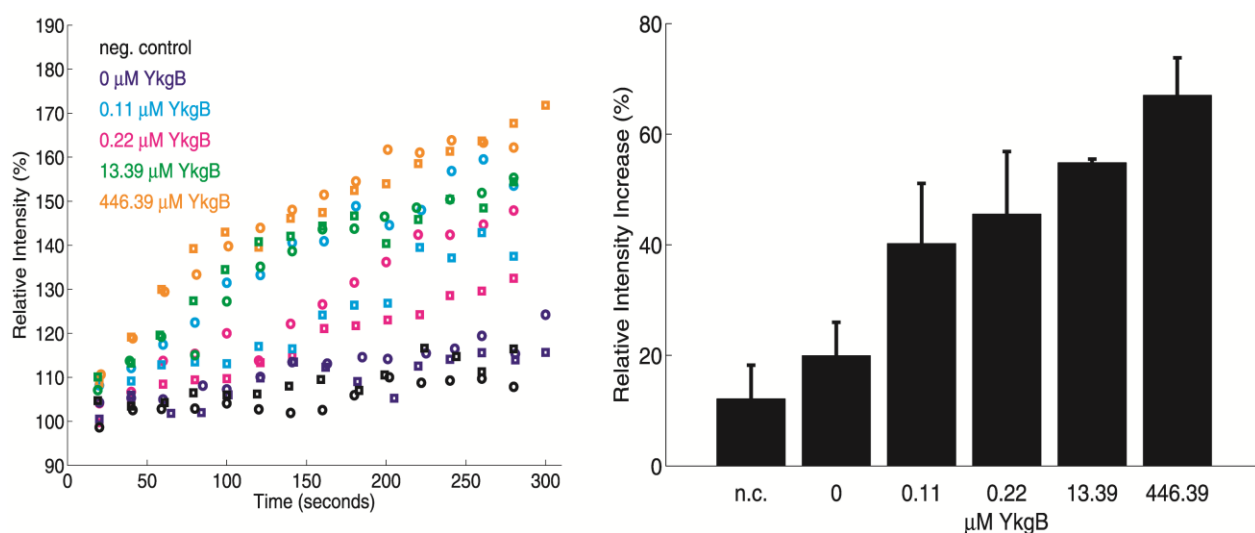 190
180
170
160
150
140
130
120
110
100
90
Relative Intensity (%)
neg. control
0 μM YkgB
0.11 μM YkgB
0.22 μM YkgB
13.39 μM YkgB
446.39 μM YkgB
0 50 100 150 200 250 300
Time (seconds)
80
60
40
20
0
Relative Intensity Increase (%)
n.c. 0 0.11 0.22 13.39 446.39
μM YkgB